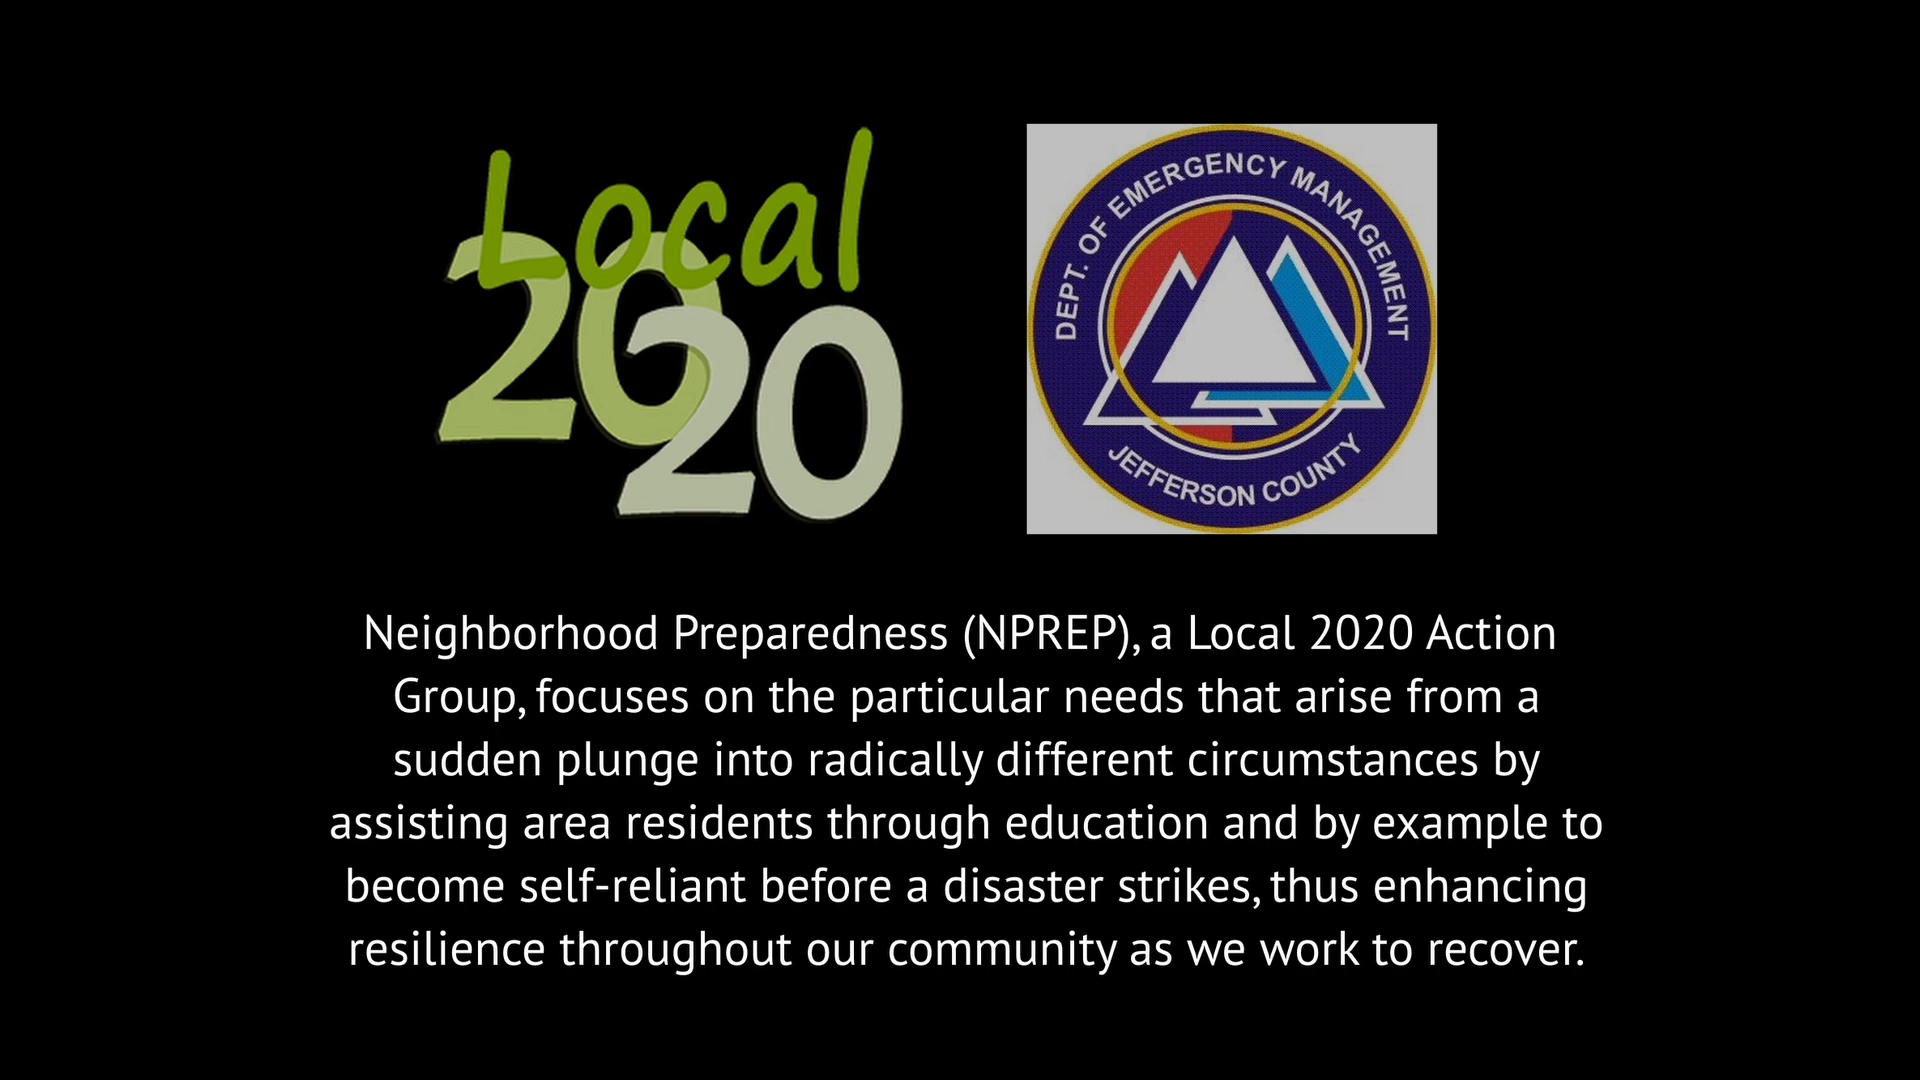 Local
2020
DEPT. OF EMERGENCY MANAGEMENT
JEFFERSON COUNTY
Neighborhood Preparedness (NPREP), a Local 2020 Action
Group, focuses on the particular needs that arise from a
sudden plunge into radically different circumstances by
assisting area residents through education and by example to
become self-reliant before a disaster strikes, thus enhancing
resilience throughout our community as we work to recover.